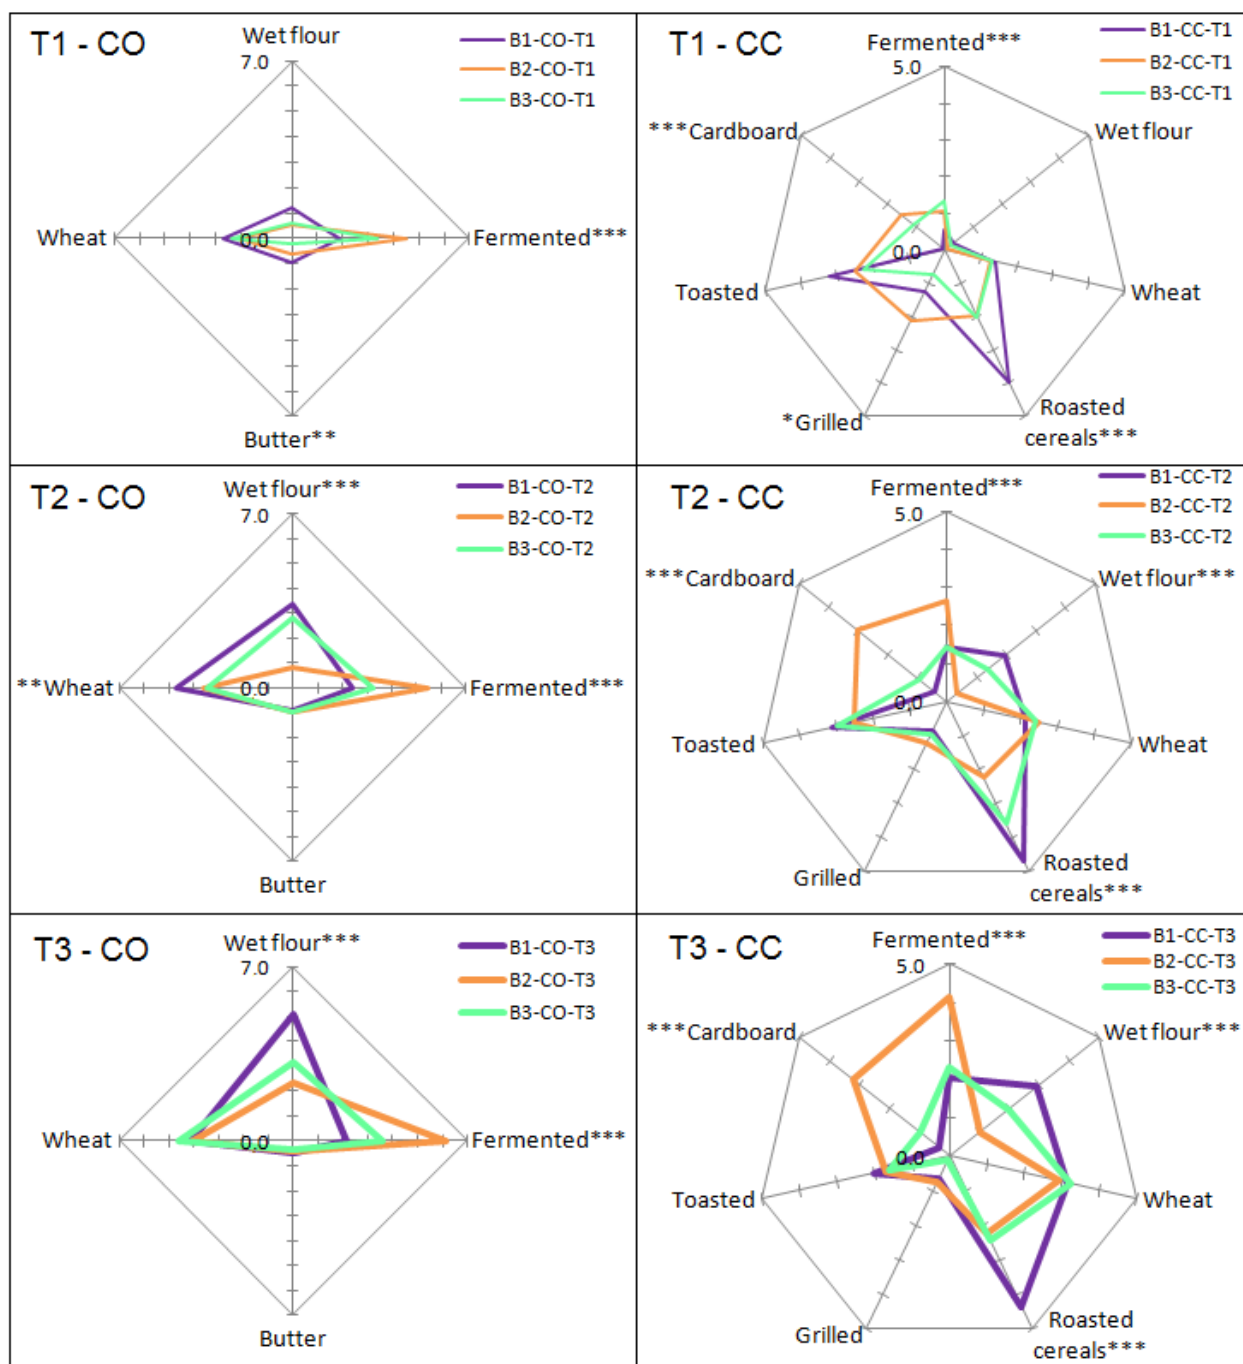 T1 - CO
Wet flour
7.0
B1-CO-T1
B2-CO-T1
B3-CO-T1
Wheat
0.0
Fermented***
Butter**
T1 - CC
Fermented***
5.0
B1-CC-T1
B2-CC-T1
B3-CC-T1
***Cardboard
Wet flour
0.0
Toasted
Wheat
*Grilled
Roasted
cereals***
T2 - CO
Wet flour***
7.0
B1-CO-T2
B2-CO-T2
B3-CO-T2
**Wheat
0.0
Fermented***
Butter
T2 - CC
Fermented***
5.0
B1-CC-T2
B2-CC-T2
B3-CC-T2
***Cardboard
Wet flour***
0.0
Toasted
Wheat
Grilled
Roasted
cereals***
T3 - CO
Wet flour***
7.0
B1-CO-T3
B2-CO-T3
B3-CO-T3
Wheat
0.0
Fermented***
Butter
T3 - CC
Fermented***
5.0
B1-CC-T3
B2-CC-T3
B3-CC-T3
***Cardboard
Wet flour***
0.0
Toasted
Wheat
Grilled
Roasted
cereals***